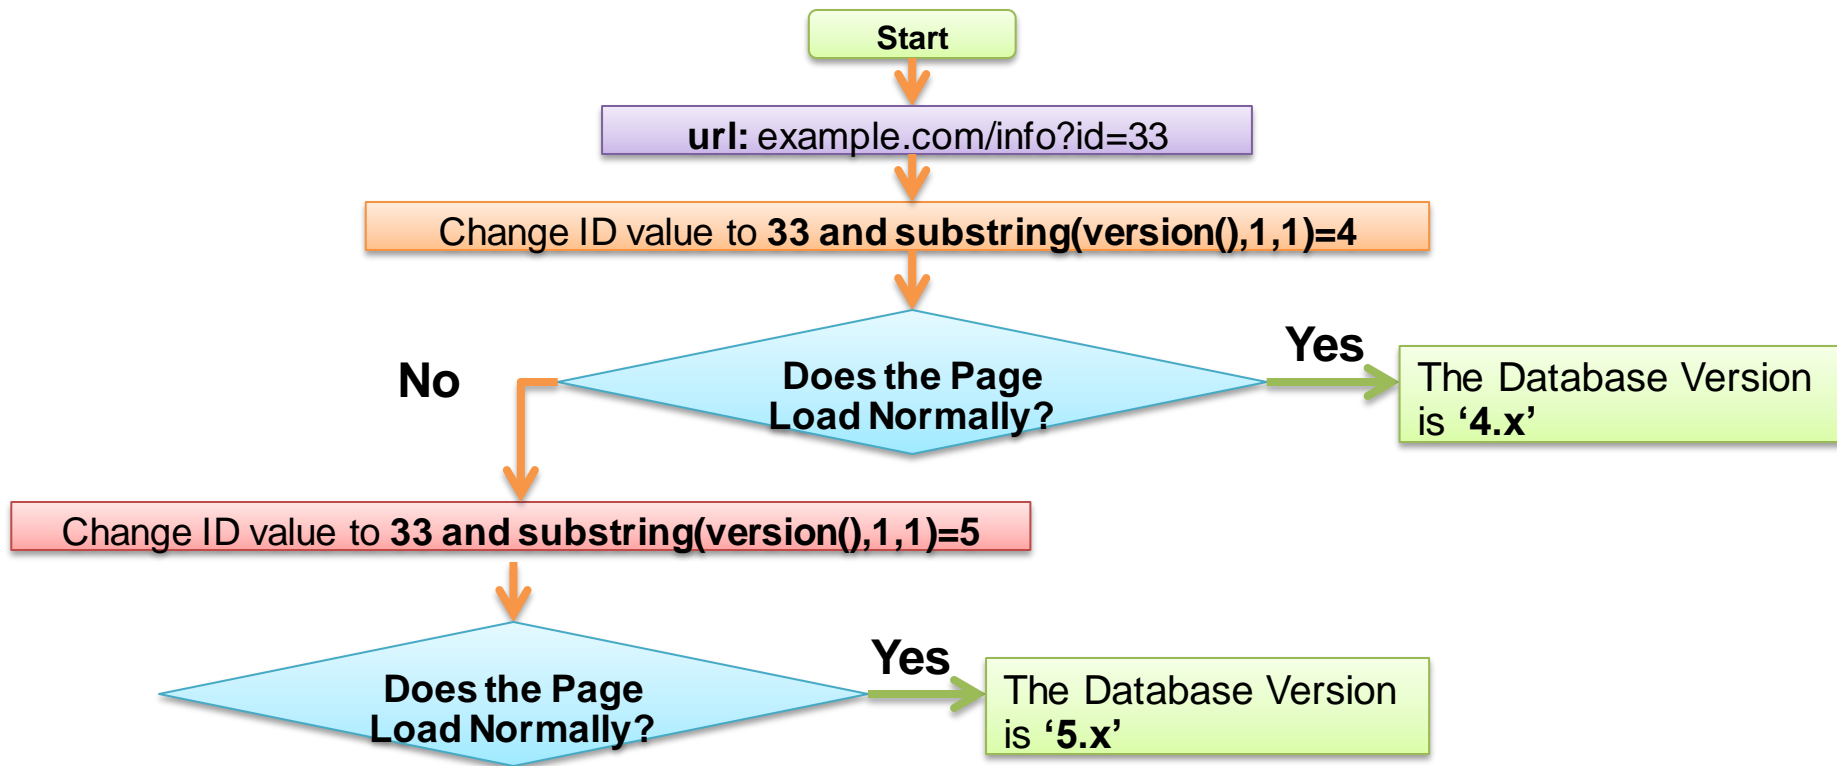 Start
url: example.com/info?id=33
Change ID value to 33 and substring(version(),1,1)=4
Does the Page
Load Normally?
Yes
The Database Version
is ‘4.x’
No
Change ID value to 33 and substring(version(),1,1)=5
Does the Page
Load Normally?
Yes
The Database Version
is ‘5.x’